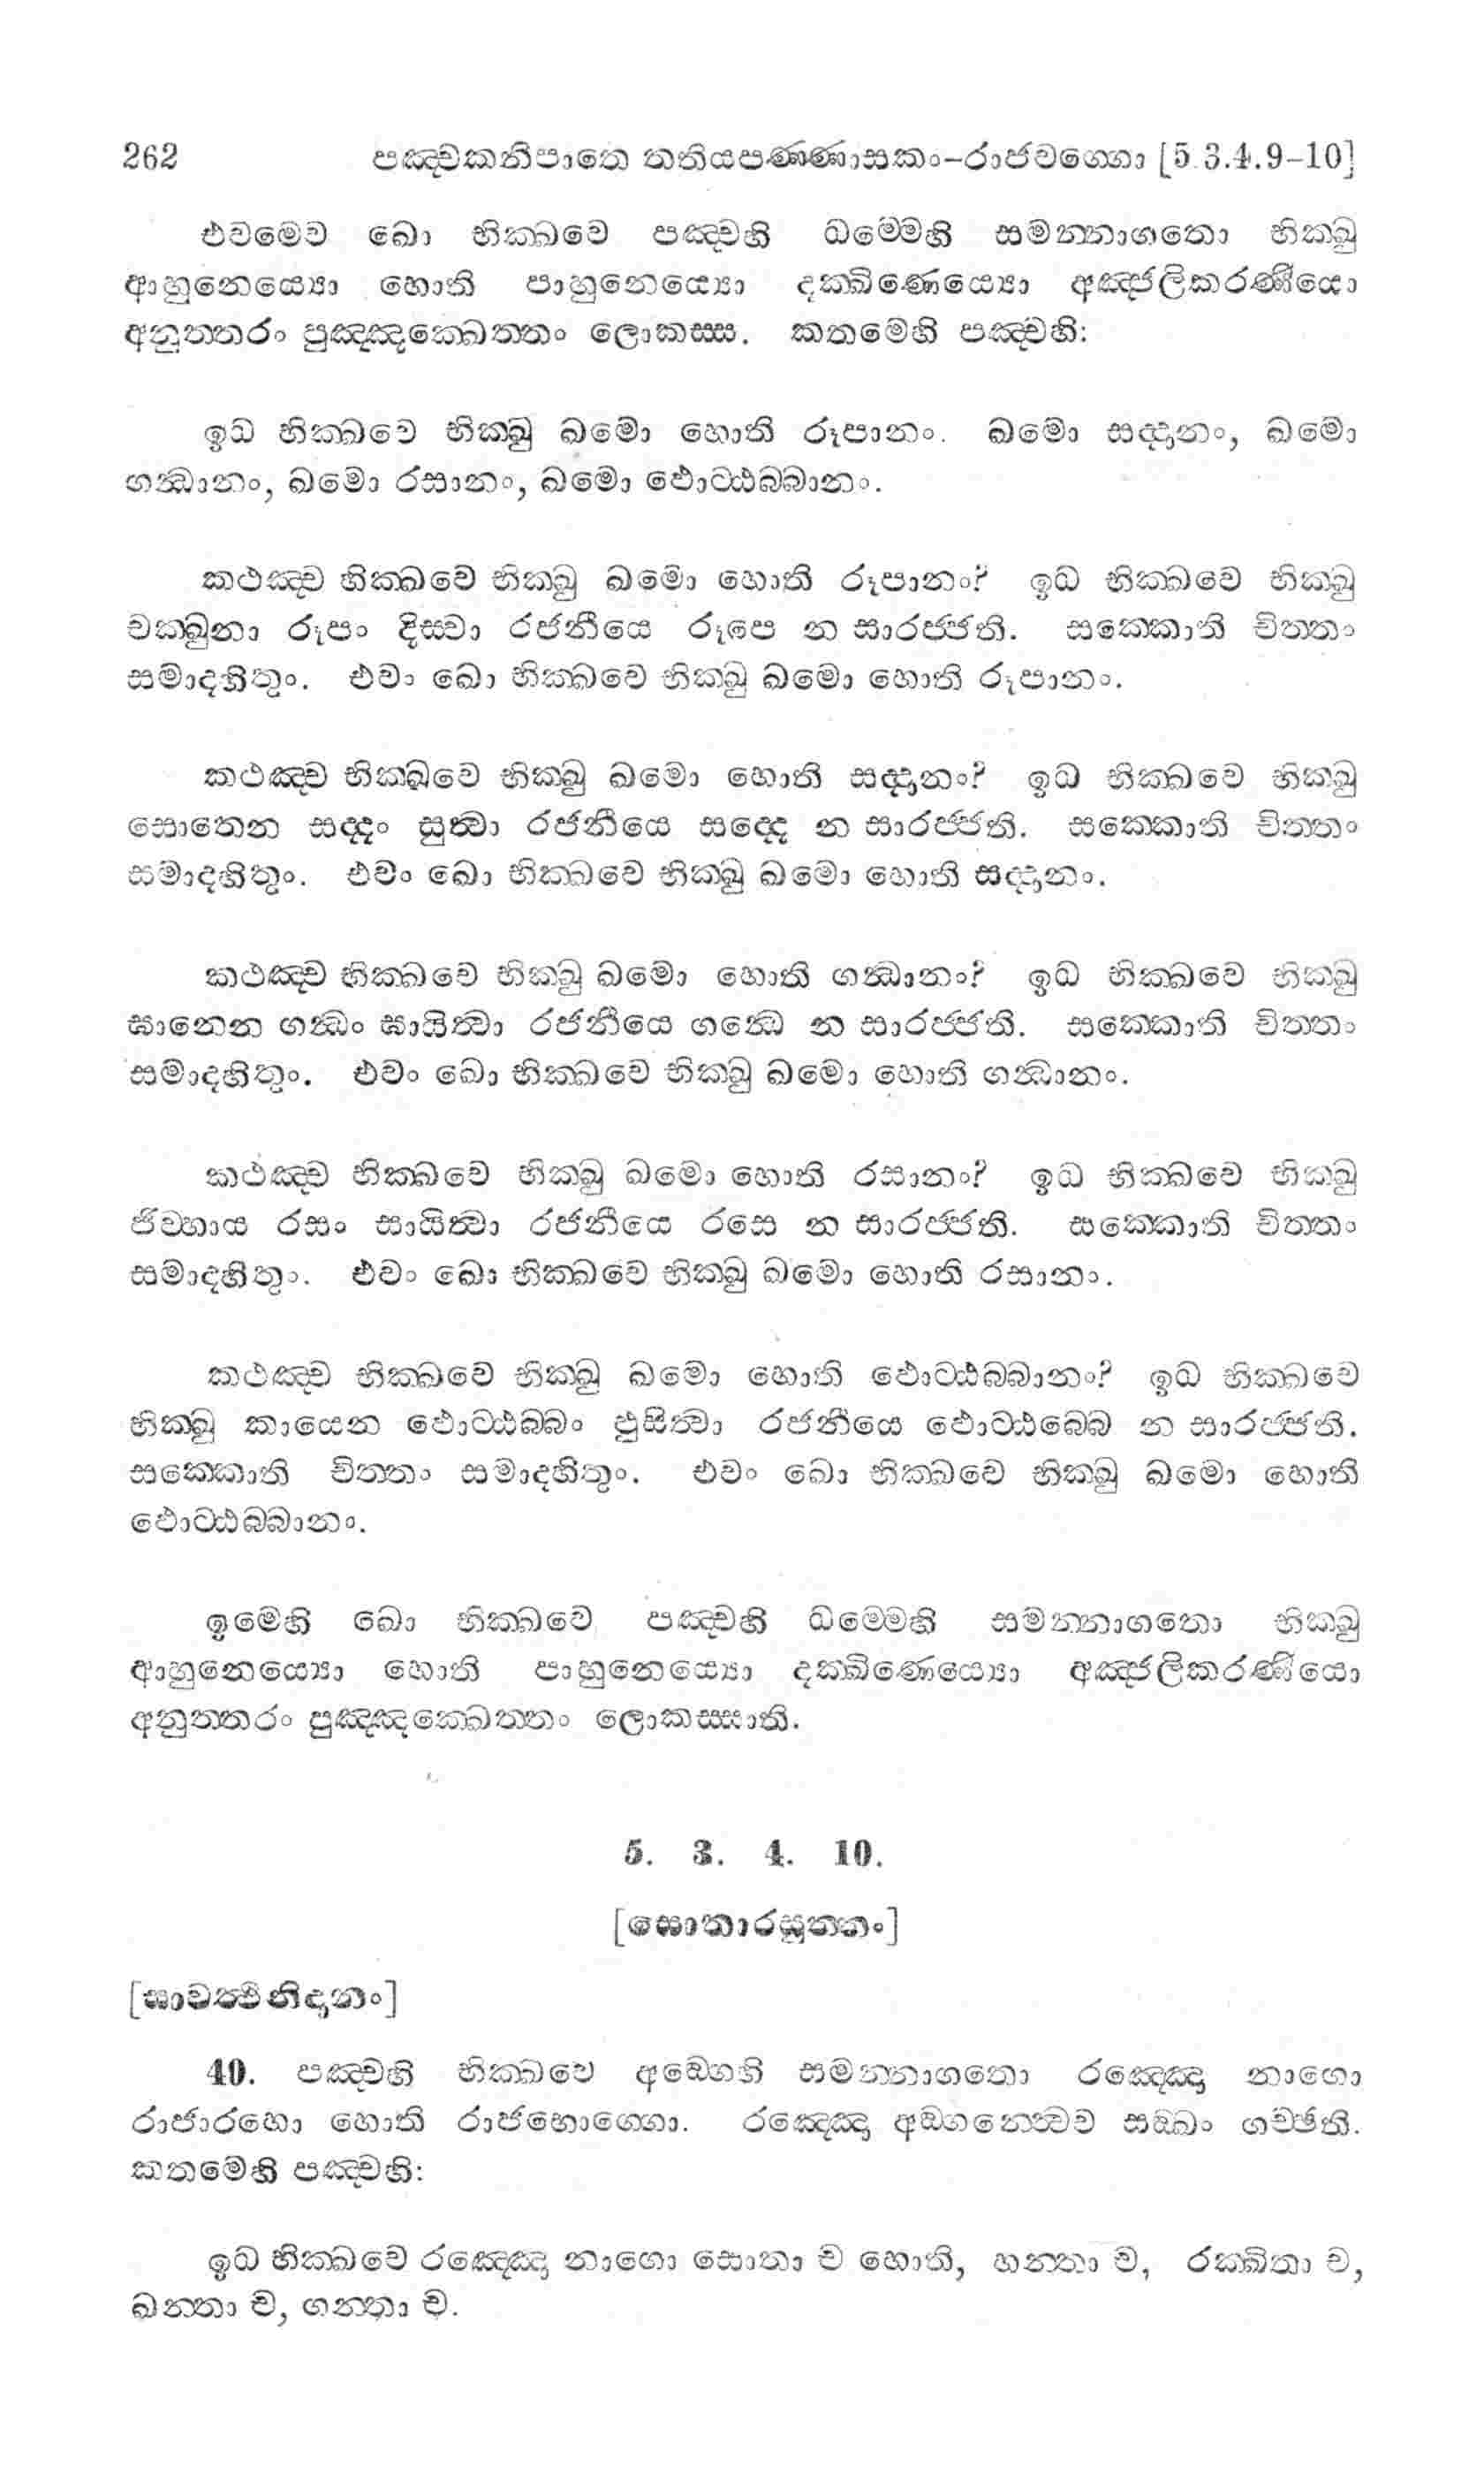 262 පඤ්චකනිපාතෙ තතියපණ්ණාසකං-රාජවග්ගො [5.3.4.9-10]
එවමෙව ඛො භික්ඛවෙ පඤ්චහි ධම්මෙහි සමන්නාගතො භික්ඛු
ආහුනෙය්‍යො හොති පාහුනෙය්‍යො දක්ඛිණෙය්‍යො අඤ්ජලිකරණීයො
අනුත්තරං පුඤ්ඤක්ඛෙත්තං ලොකස්ස. කතමෙහි පඤ්චහි:
ඉධ භික්ඛවෙ භික්ඛු ඛමො හොති රූපානං. ඛමො සද්දානං, ඛමො
ගන්ධානං, ඛමො රසානං, ඛමො ඵොට්ඨබ්බානං.
කථඤ්ච භික්ඛවෙ භික්ඛු ඛමො හොති රූපානං? ඉධ භික්ඛවෙ භික්ඛු
චක්ඛුනා රූපං දිස්වා රජනීයෙ රූපෙ න සාරජ්ජති. සක්කොති චිත්තං
සමාදහිතුං. එවං ඛො භික්ඛවෙ භික්ඛු ඛමො හොති රූපානං.
කථඤ්ච භික්ඛවෙ භික්ඛු ඛමො හොති සද්දානං? ඉධ භික්ඛවෙ භික්ඛු
සොතෙන සද්දං සුත්වා රජනීයෙ සද්දෙ න සාරජ්ජති. සක්කොති චිත්තං
සමාදහිතුං. එවං ඛො භික්ඛවෙ භික්ඛු ඛමො හොති සද්දානං.
කථඤ්ච භික්ඛවෙ භික්ඛු ඛමො හොති ගන්ධානං? ඉධ භික්ඛවෙ භික්ඛු
ඝානෙන ගන්ධං ඝායිත්වා රජනීයෙ ගන්ධෙ න සාරජ්ජති. සක්කොති චිත්තං
සමාදහිතුං. එවං ඛො භික්ඛවෙ භික්ඛු ඛමො හොති ගන්ධානං.
කථඤ්ච භික්ඛවෙ භික්ඛු ඛමො හොති රසානං? ඉධ භික්ඛවෙ භික්ඛු
ජිව්හාය රසං සායිත්වා රජනීයෙ රසෙ න සාරජ්ජති. සක්කොති චිත්තං
සමාදහිතුං. එවං ඛො භික්ඛවෙ භික්ඛු ඛමො හොති රසානං.
කථඤ්ච භික්ඛවෙ භික්ඛු ඛමො හොති ඵොට්ඨබ්බානං? ඉධ භික්ඛවෙ
භික්ඛු කායෙන ඵොට්ඨබ්බං ඵුසිත්වා රජනීයෙ ඵොට්ඨබ්බෙ න සාරජ්ජති.
සක්කොති චිත්තං සමාදහිතුං. එවං ඛො භික්ඛවෙ භික්ඛු ඛමො හොති
ඵොට්ඨබ්බානං.
ඉමෙහි ඛො භික්ඛවෙ පඤ්චහි ධම්මෙහි සමන්නාගතො භික්ඛු
ආහුනෙය්‍යො හොති පාහුනෙය්‍යො දක්ඛිණෙය්‍යො අඤ්ජලිකරණීයො
අනුත්තරං පුඤ්ඤක්ඛෙත්තං ලොකස්සාති.
5. 3. 4. 10.
[සොතාරසුත්තං]
[සාවත්ථිනිදානං]
40. පඤ්චහි භික්ඛවෙ අඞ්ගෙහි සමන්නාගතො රඤ්ඤො නාගො
රාජාරහො හොති රාජභොග්ගො. රඤ්ඤො අඞ්ගන්ත්වෙව සඞ්ඛං ගච්ඡති.
කතමෙහි පඤ්චහි:
ඉධ භික්ඛවෙ රඤ්ඤො නාගො සොතා ච හොති, හන්තා ච, රක්ඛිතා ච,
ඛන්තා ච, ගන්තා ච.